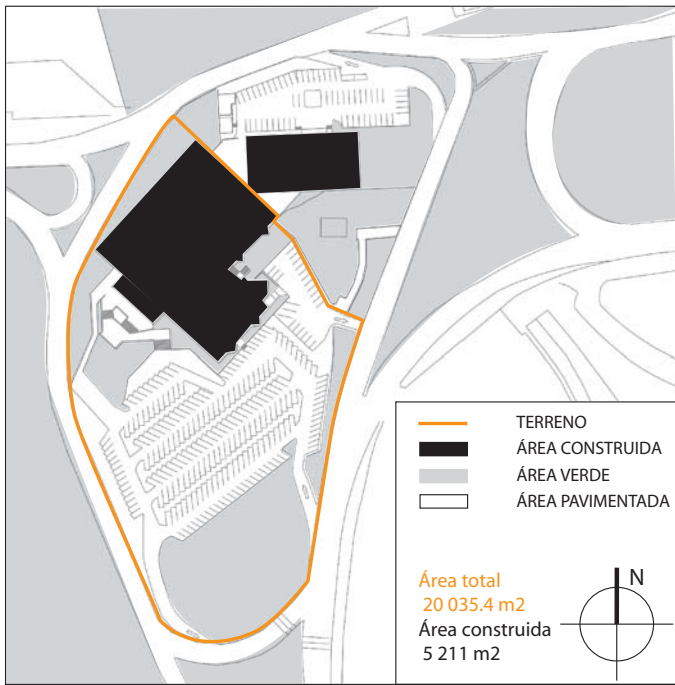 TERRENO
ÁREA CONSTRUIDA
ÁREA VERDE
ÁREA PAVIMENTADA
N
Área total
20 035.4 m2
Área construida
5 211 m2